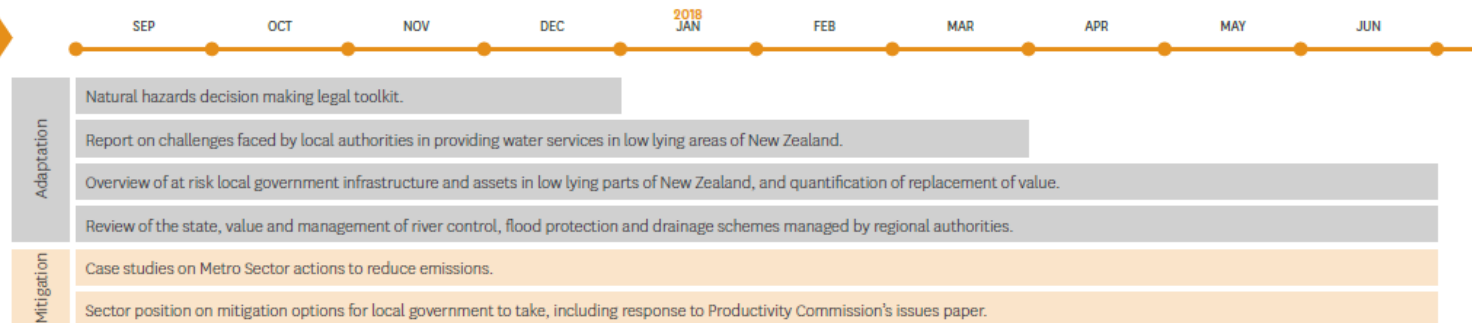 2018
SEP OCT NOV DEC JAN FEB MAR APR MAY JUN
Adaptation
Natural hazards decision making legal toolkit.
Report on challenges faced by local authorities in providing water services in low lying areas of New Zealand.
Overview of at risk local government infrastructure and assets in low lying parts of New Zealand, and quantification of replacement of value.
Review of the state, value and management of river control, flood protection and drainage schemes managed by regional authorities.
Mitigation
Case studies on Metro Sector actions to reduce emissions.
Sector position on mitigation options for local government to take, including response to Productivity Commission's issues paper.